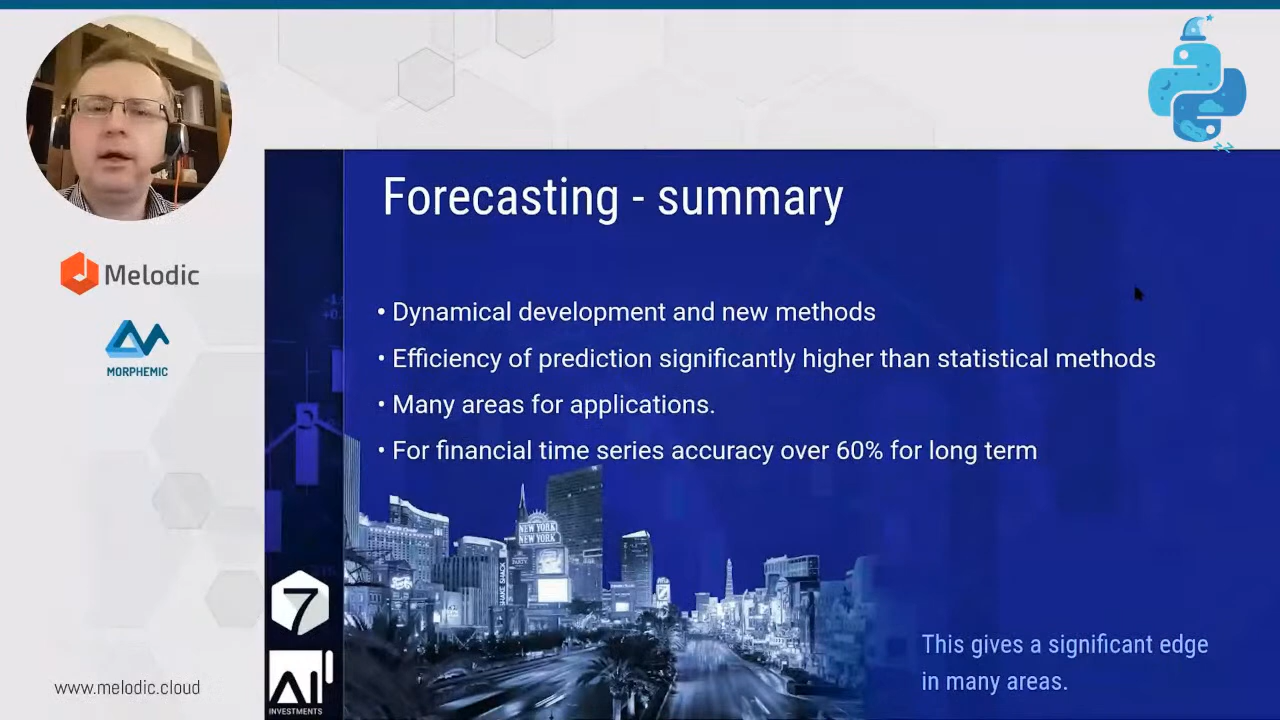 Forecasting - summary
• Dynamical development and new methods
• Efficiency of prediction significantly higher than statistical methods
• Many areas for applications.
• For financial time series accuracy over 60% for long term
This gives a significant edge
in many areas.
Melodic
MORPHEMIC
www.melodic.cloud
7
AI
INVESTMENTS
NEW YORK
NEW YORK
SHAKE SHACK